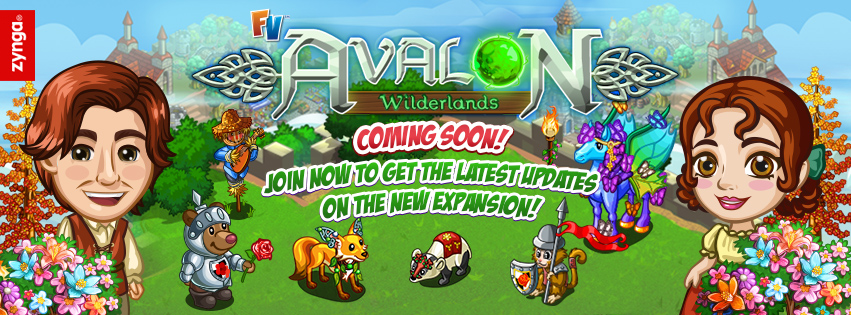 zynga
FV
AVALON
Wilderlands
COMING SOON!
JOIN NOW TO GET THE LATEST UPDATES
ON THE NEW EXPANSION!